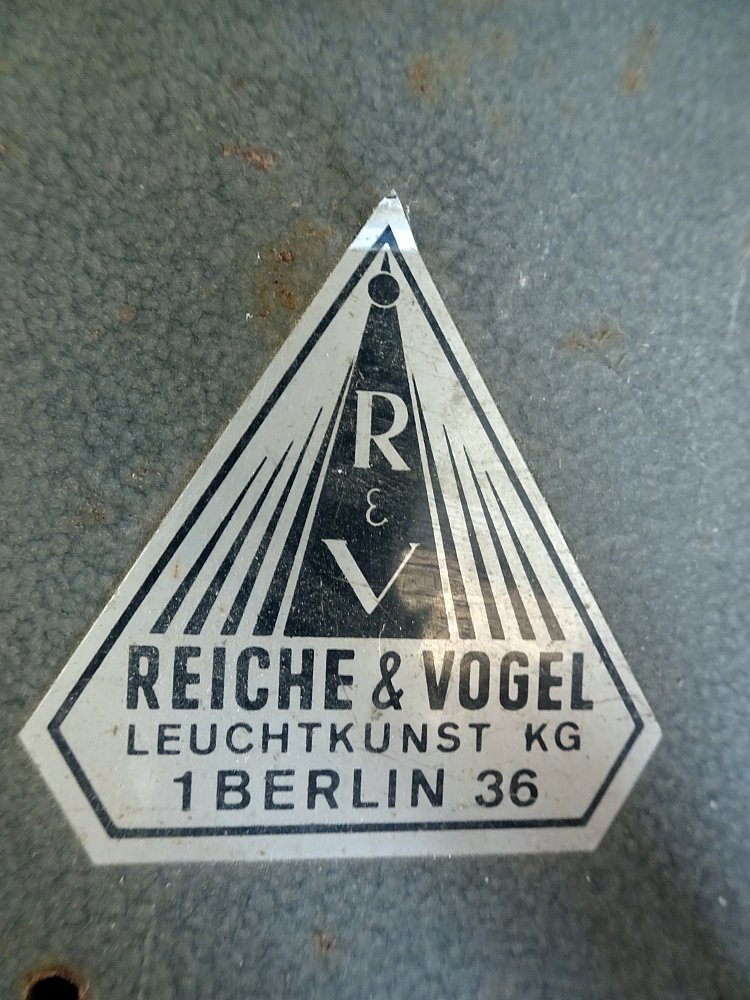 R
&
V
REICHE & VOGEL
LEUCHTKUNST KG
1 BERLIN 36